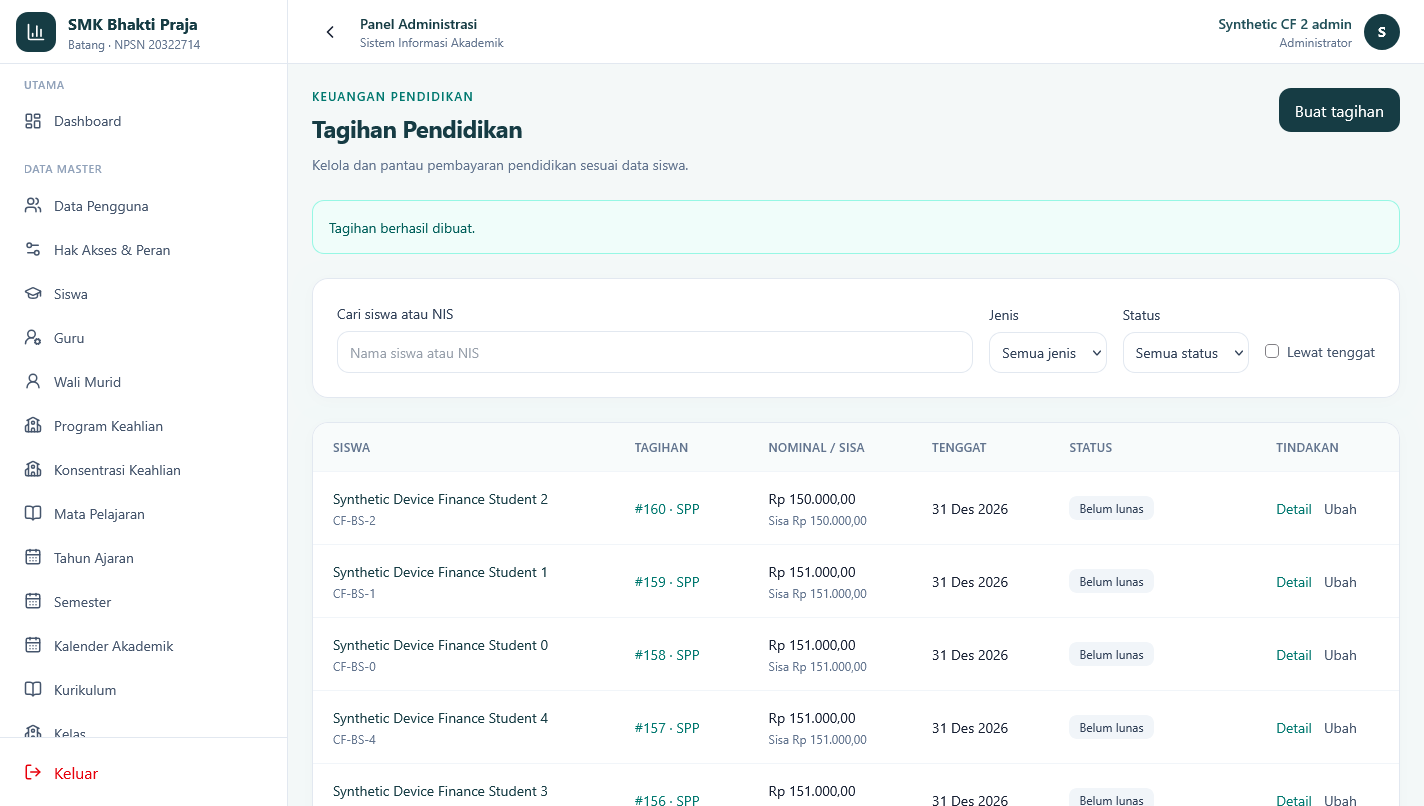 SMK Bhakti Praja
Batang · NPSN 20322714
UTAMA
Dashboard
DATA MASTER
Data Pengguna
Hak Akses & Peran
Siswa
Guru
Wali Murid
Program Keahlian
Konsentrasi Keahlian
Mata Pelajaran
Tahun Ajaran
Semester
Kalender Akademik
Kurikulum
Kelas
Keluar
Panel Administrasi
Sistem Informasi Akademik
Synthetic CF 2 admin
Administrator
S
KEUANGAN PENDIDIKAN
Tagihan Pendidikan
Kelola dan pantau pembayaran pendidikan sesuai data siswa.
Buat tagihan
Tagihan berhasil dibuat.
Cari siswa atau NIS
Nama siswa atau NIS
Jenis
Semua jenis
Status
Semua status
Lewat tenggat
SISWA TAGIHAN NOMINAL / SISA TENGGAT STATUS TINDAKAN
Synthetic Device Finance Student 2
CF-BS-2
#160 · SPP
Rp 150.000,00
Sisa Rp 150.000,00
31 Des 2026
Belum lunas
Detail Ubah
Synthetic Device Finance Student 1
CF-BS-1
#159 · SPP
Rp 151.000,00
Sisa Rp 151.000,00
31 Des 2026
Belum lunas
Detail Ubah
Synthetic Device Finance Student 0
CF-BS-0
#158 · SPP
Rp 151.000,00
Sisa Rp 151.000,00
31 Des 2026
Belum lunas
Detail Ubah
Synthetic Device Finance Student 4
CF-BS-4
#157 · SPP
Rp 151.000,00
Sisa Rp 151.000,00
31 Des 2026
Belum lunas
Detail Ubah
Synthetic Device Finance Student 3
#156 · SPP
Rp 151.000,00
31 Des 2026
Belum lunas
Detail Ubah